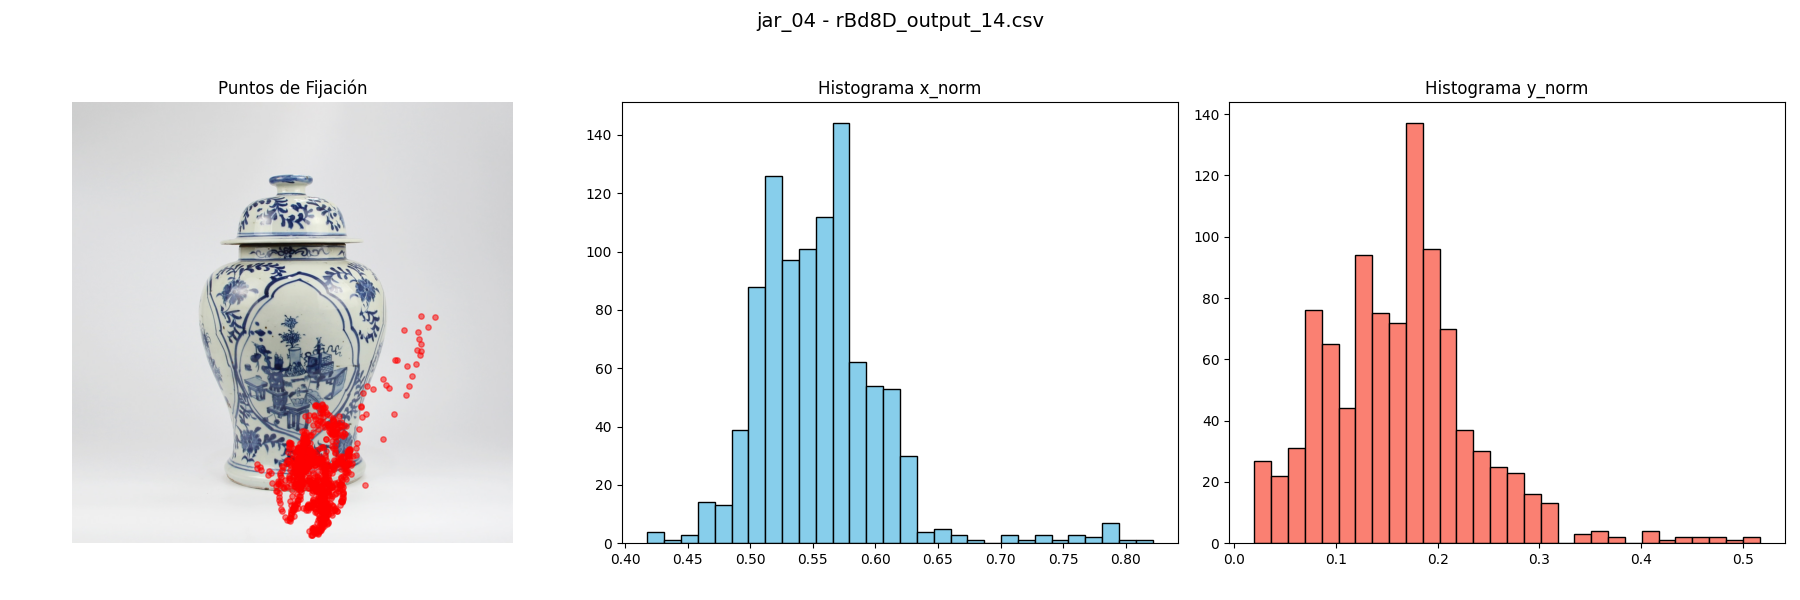 jar_04 - rBd8D_output_14.csv
Puntos de Fijación
Histograma x_norm
140
120
100
80
60
40
20
0
0.40 0.45 0.50 0.55 0.60 0.65 0.70 0.75 0.80
Histograma y_norm
140
120
100
80
60
40
20
0
0.0 0.1 0.2 0.3 0.4 0.5